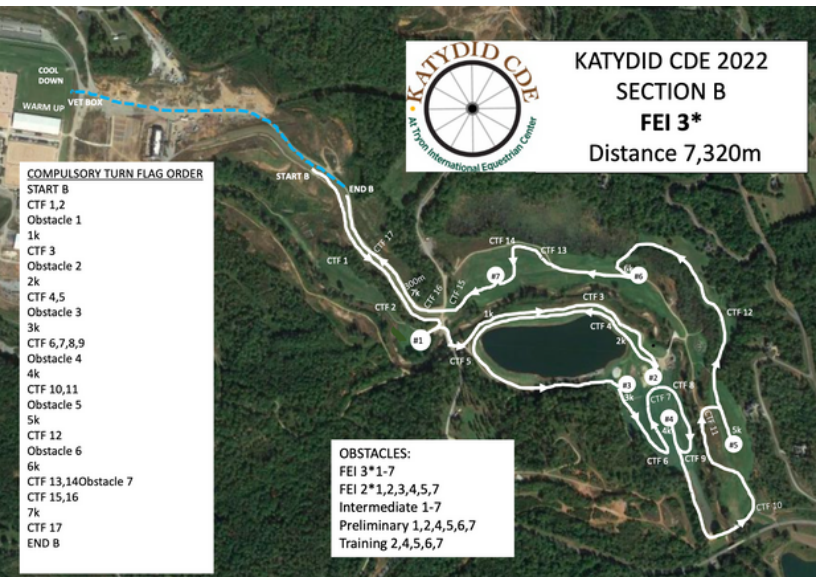 KATYDID CDE
At Tryon International Equestrian Center
KATYDID CDE 2022
SECTION B
FEI 3*
Distance 7,320m
COOL
DOWN
VET BOX
WARM UP
START B
END B
COMPULSORY TURN FLAG ORDER
START B
CTF 1,2
Obstacle 1
1k
CTF 3
Obstacle 2
2k
CTF 4,5
Obstacle 3
3k
CTF 6,7,8,9
Obstacle 4
4k
CTF 10,11
Obstacle 5
5k
CTF 12
Obstacle 6
6k
CTF 13,14Obstacle 7
CTF 15,16
7k
CTF 17
END B
CTF 17
CTF 1
CTF 14
CTF 13
#7
#6
6k
300m
7k
CTF 16
CTF 15
CTF 2
CTF 3
1k
CTF 4
CTF 12
#1
2k
CTF 5
#2
#3
CTF 8
3k
CTF 7
#4
4k
CTF 11
5k
#5
CTF 6
CTF 9
CTF 10
OBSTACLES:
FEI 3*1-7
FEI 2*1,2,3,4,5,7
Intermediate 1-7
Preliminary 1,2,4,5,6,7
Training 2,4,5,6,7